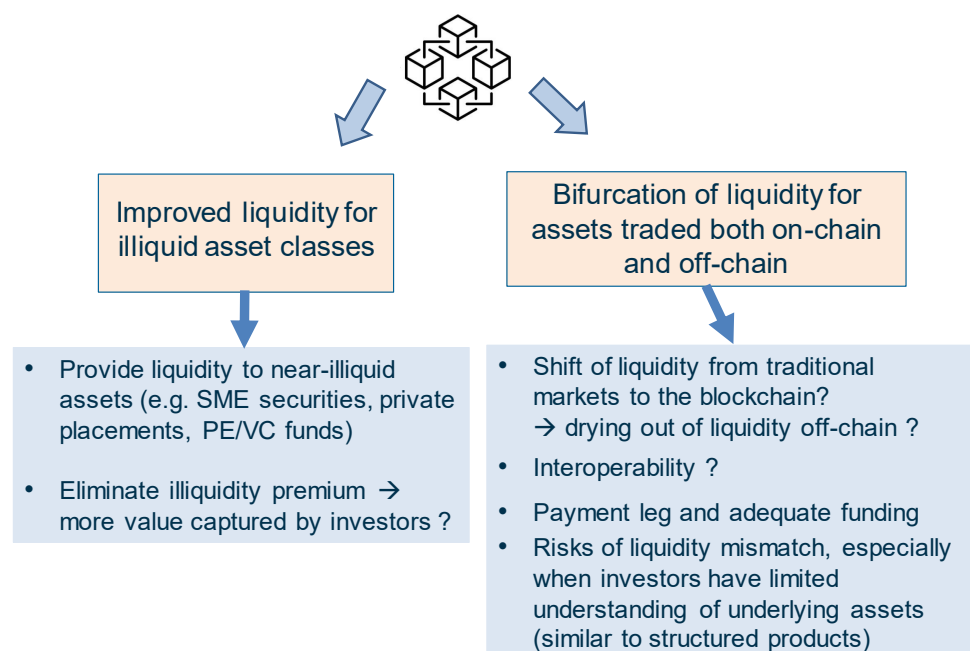 Improved liquidity for
illiquid asset classes
• Provide liquidity to near-illiquid
assets (e.g. SME securities, private
placements, PE/VC funds)
• Eliminate illiquidity premium →
more value captured by investors ?
Bifurcation of liquidity for
assets traded both on-chain
and off-chain
• Shift of liquidity from traditional
markets to the blockchain?
→ drying out of liquidity off-chain ?
• Interoperability ?
• Payment leg and adequate funding
• Risks of liquidity mismatch, especially
when investors have limited
understanding of underlying assets
(similar to structured products)